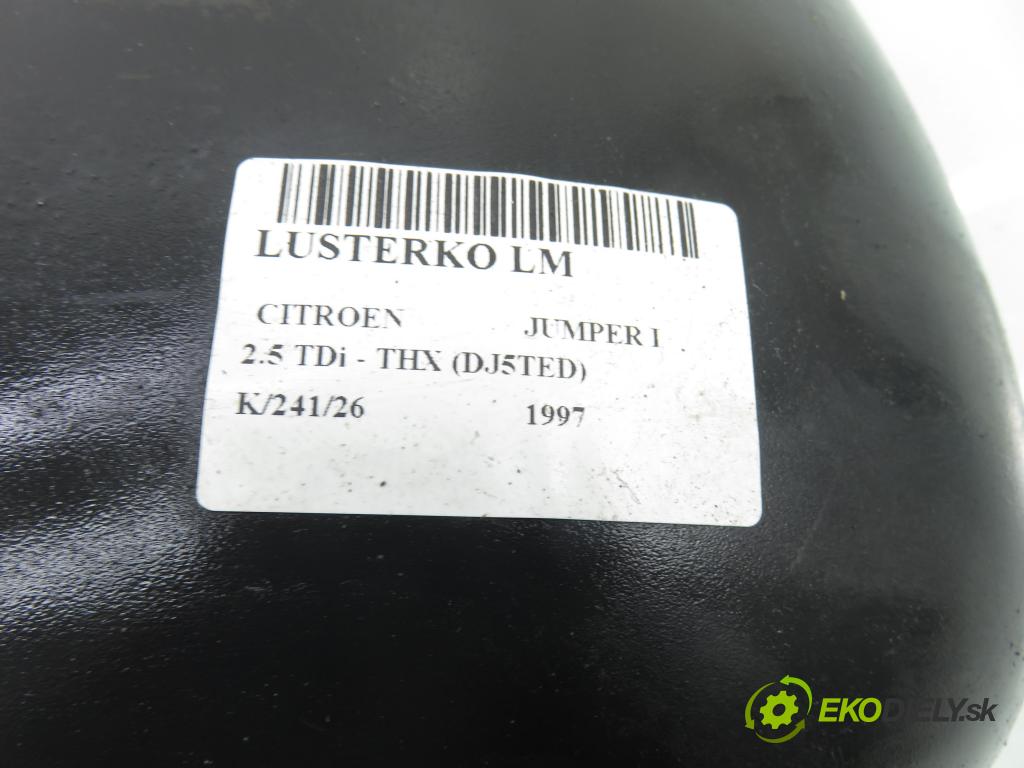 LUSTERKO LM
CITROEN JUMPER I
2.5 TDi - THX (DJ5TED)
K/241/26 1997
EKODIELY.sk